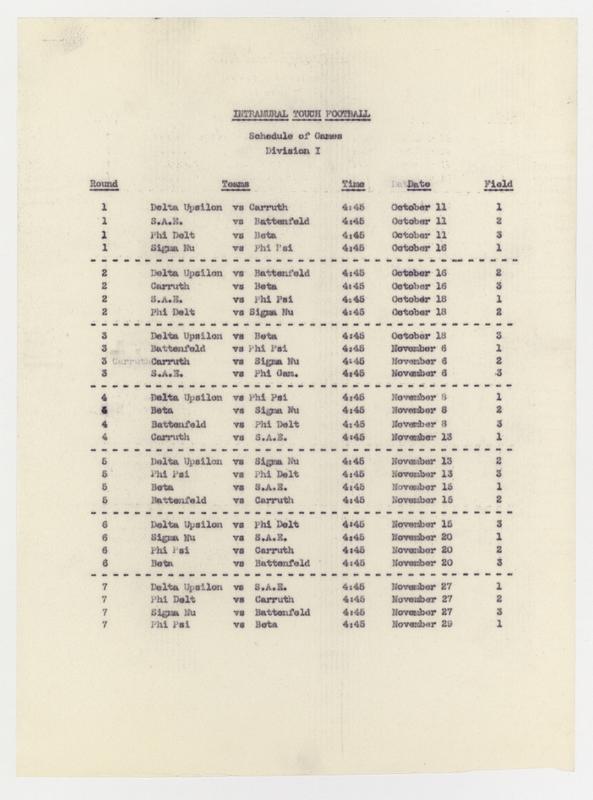 INTRAMURAL TOUCH FOOTBALL
Schedule of Games
Division I
Round Teams Time Date Field
1 Delta Upsilon vs Carruth 4:45 October 11 1
1 S.A.E. vs Battenfeld 4:45 October 11 2
1 Phi Delt vs Beta 4:45 October 11 3
1 Sigma Nu vs Phi Psi 4:45 October 16 1
2 Delta Upsilon vs Battenfeld 4:45 October 16 2
2 Carruth vs Beta 4:45 October 16 3
2 S.A.E. vs Phi Psi 4:45 October 18 1
2 Phi Delt vs Sigma Nu 4:45 October 18 2
3 Delta Upsilon vs Beta 4:45 October 18 3
3 Battenfeld vs Phi Psi 4:45 November 6 1
3 Carruth Carruth vs Sigma Nu 4:45 November 6 2
3 S.A.E. vs Phi Gam. 4:45 November 6 3
4 Delta Upsilon vs Phi Psi 4:45 November 8 1
4 Beta vs Sigma Nu 4:45 November 8 2
4 Battenfeld vs Phi Delt 4:45 November 8 3
4 Carruth vs S.A.E. 4:45 November 13 1
5 Delta Upsilon vs Sigma Nu 4:45 November 13 2
5 Phi Psi vs Phi Delt 4:45 November 13 3
5 Beta vs S.A.E. 4:45 November 15 1
5 Battenfeld vs Carruth 4:45 November 15 2
6 Delta Upsilon vs Phi Delt 4:45 November 15 3
6 Sigma Nu vs S.A.E. 4:45 November 20 1
6 Phi Psi vs Carruth 4:45 November 20 2
6 Beta vs Battenfeld 4:45 November 20 3
7 Delta Upsilon vs S.A.E. 4:45 November 27 1
7 Phi Delt vs Carruth 4:45 November 27 2
7 Sigma Nu vs Battenfeld 4:45 November 27 3
7 Phi Psi vs Beta 4:45 November 29 1